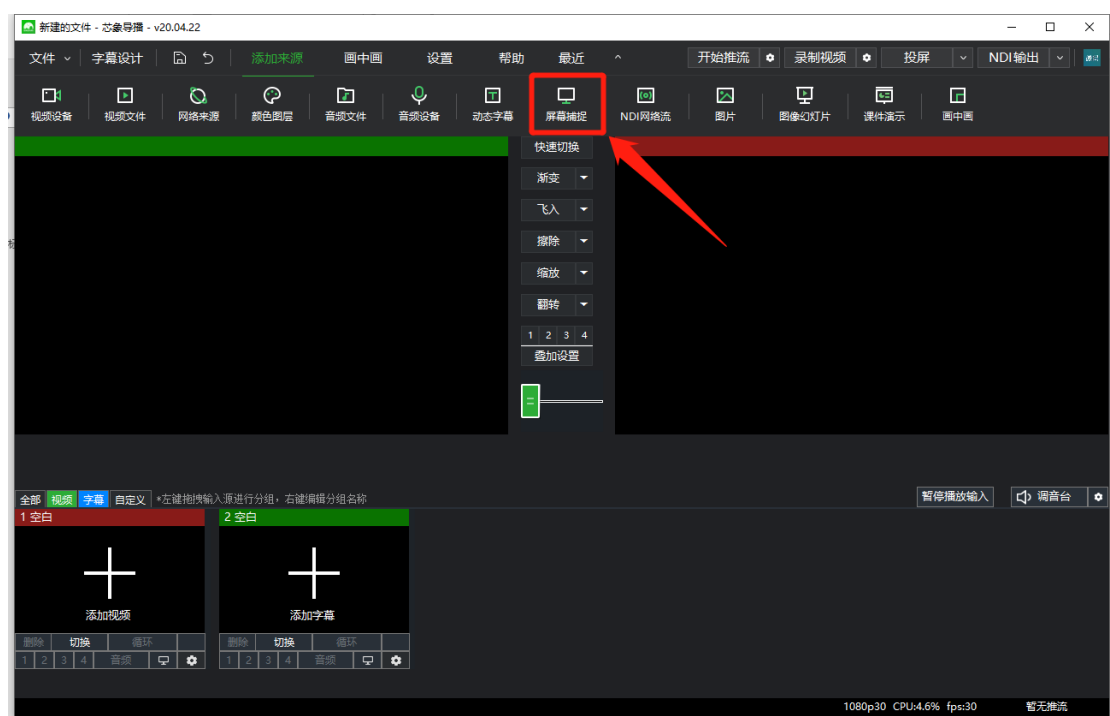 新建的文件 - 芯象导播 - v20.04.22
文件 字幕设计 添加来源 画中画 设置 帮助 最近 开始推流 录制视频 投屏 NDI输出
视频设备 视频文件 网络来源 颜色图层 音频文件 音频设备 动态字幕 屏幕捕捉 NDI网络流 图片 图像幻灯片 课件演示 画中画
快速切换
渐变
飞入
擦除
缩放
翻转
1 2 3 4
叠加设置
全部 视频 字幕 自定义 *左键拖拽输入源进行分组，右键编辑分组名称 暂停播放输入 调音台
1 空白 2 空白
添加视频 添加字幕
删除 切换 循环 删除 切换 循环
1 2 3 4 音频 1 2 3 4 音频
1080p30 CPU:4.6% fps:30 暂无推流